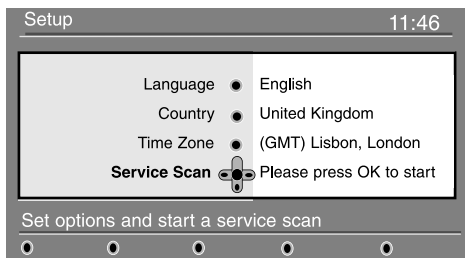 Setup 11:46
Language English
Country United Kingdom
Time Zone (GMT) Lisbon, London
Service Scan Please press OK to start
Set options and start a service scan